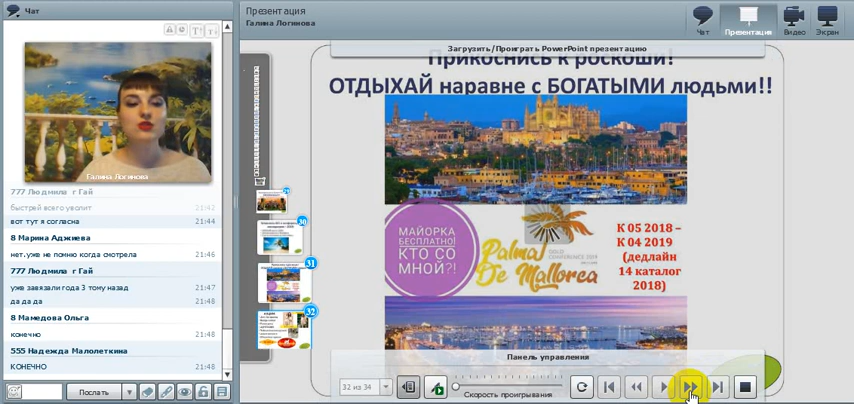 Чат
Галина Логинова
777 Людмила г Гай
быстрей всего уволит 21:42
вот тут я согласна 21:44
8 Марина Аджиева
нет.уже не помню когда смотрела 21:46
777 Людмила г Гай
уже завязали года 3 тому назад 21:47
да да да 21:48
8 Мамедова Ольга
конечно 21:48
555 Надежда Малолеткина
КОНЕЧНО 21:48
Послать
Презентация
Галина Логинова
Чат
Презентация
Видео
Экран
Загрузить/Проиграть PowerPoint презентацию
Прикоснись к роскоши!
ОТДЫХАЙ наравне с БОГАТЫМИ людьми!!
МАЙОРКА
БЕСПЛАТНО!
КТО СО
МНОЙ?!
Palma
GOLD
CONFERENCE 2019
De Mallorca
К 05 2018 –
К 04 2019
(дедлайн
14 каталог
2018)
30
31
32
Панель управления
32 из 34
Скорость проигрывания